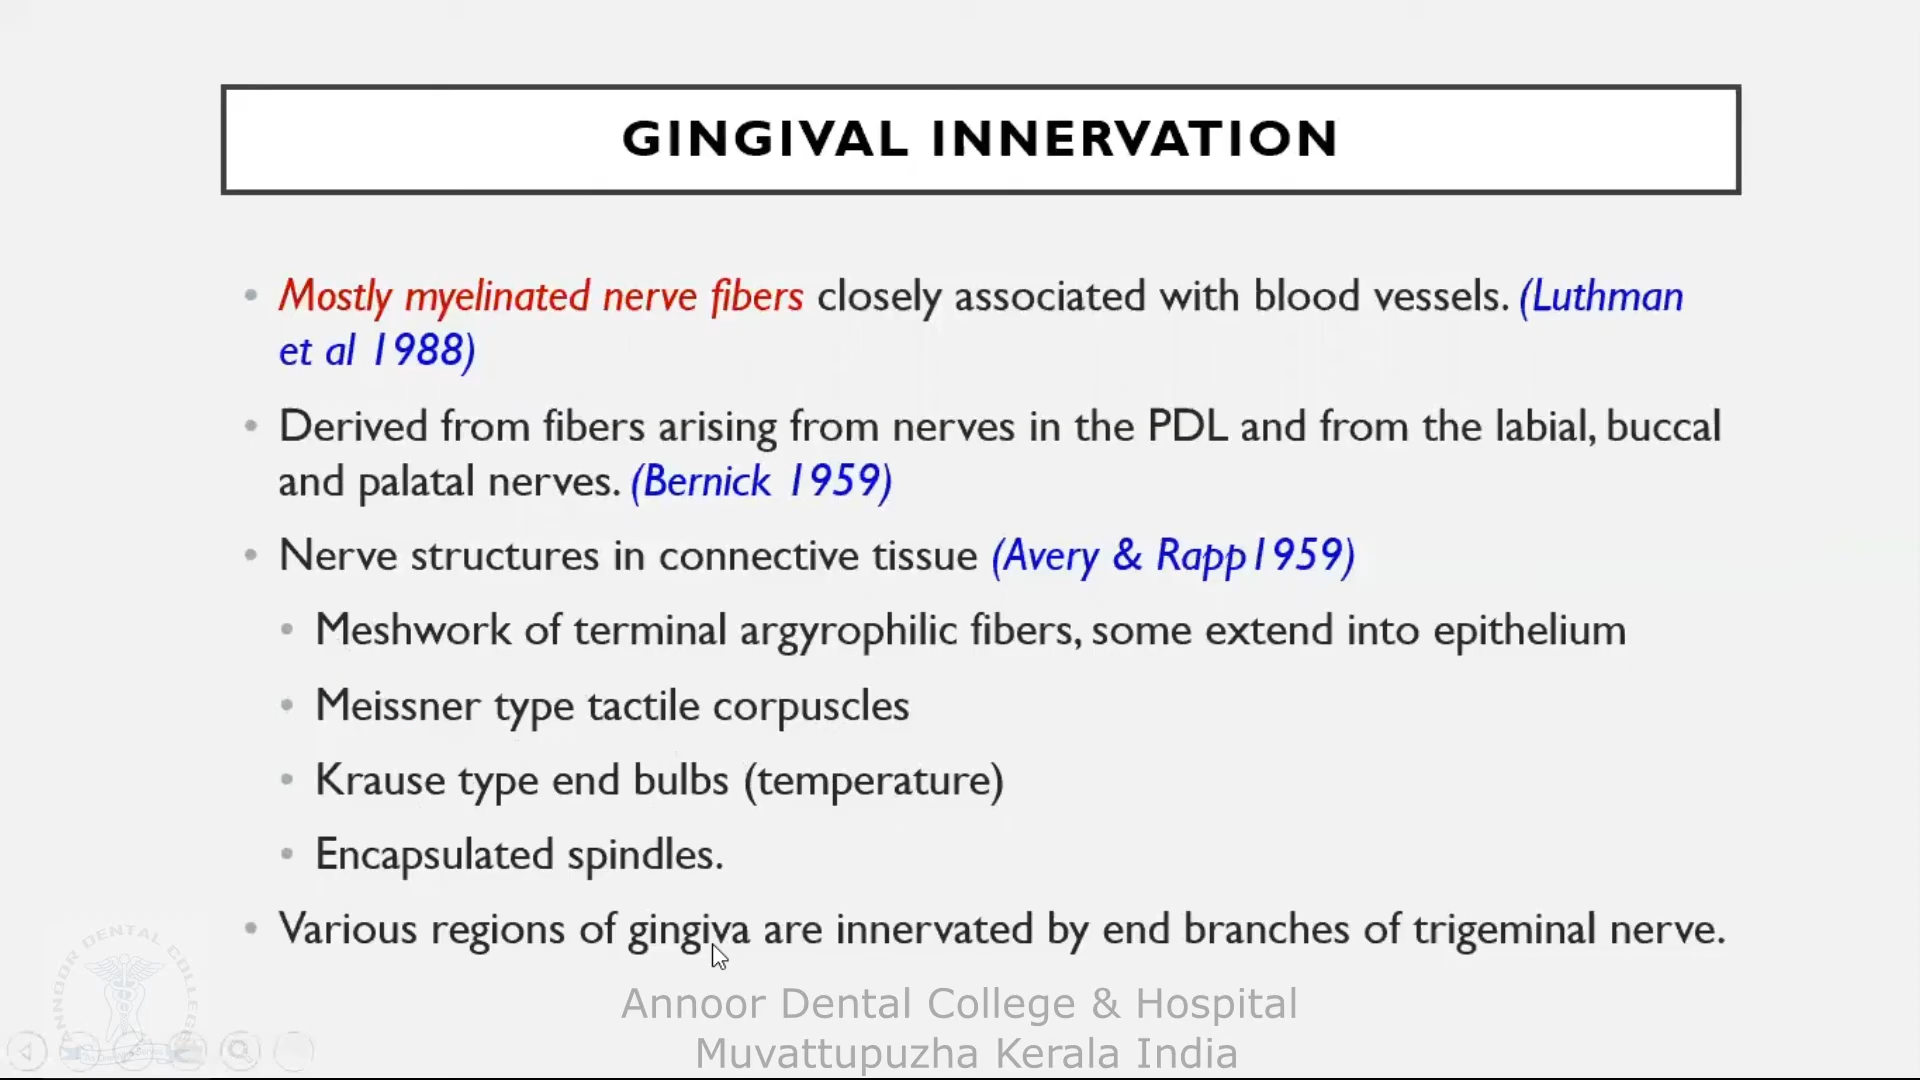 GINGIVAL INNERVATION
• Mostly myelinated nerve fibers closely associated with blood vessels. (Luthman
et al 1988)
• Derived from fibers arising from nerves in the PDL and from the labial, buccal
and palatal nerves. (Bernick 1959)
• Nerve structures in connective tissue (Avery & Rapp1959)
• Meshwork of terminal argyrophilic fibers, some extend into epithelium
• Meissner type tactile corpuscles
• Krause type end bulbs (temperature)
• Encapsulated spindles.
• Various regions of gingiva are innervated by end branches of trigeminal nerve.
ANNOOR DENTAL COLLEGE
Annoor Dental College & Hospital
Muvattupuzha Kerala India